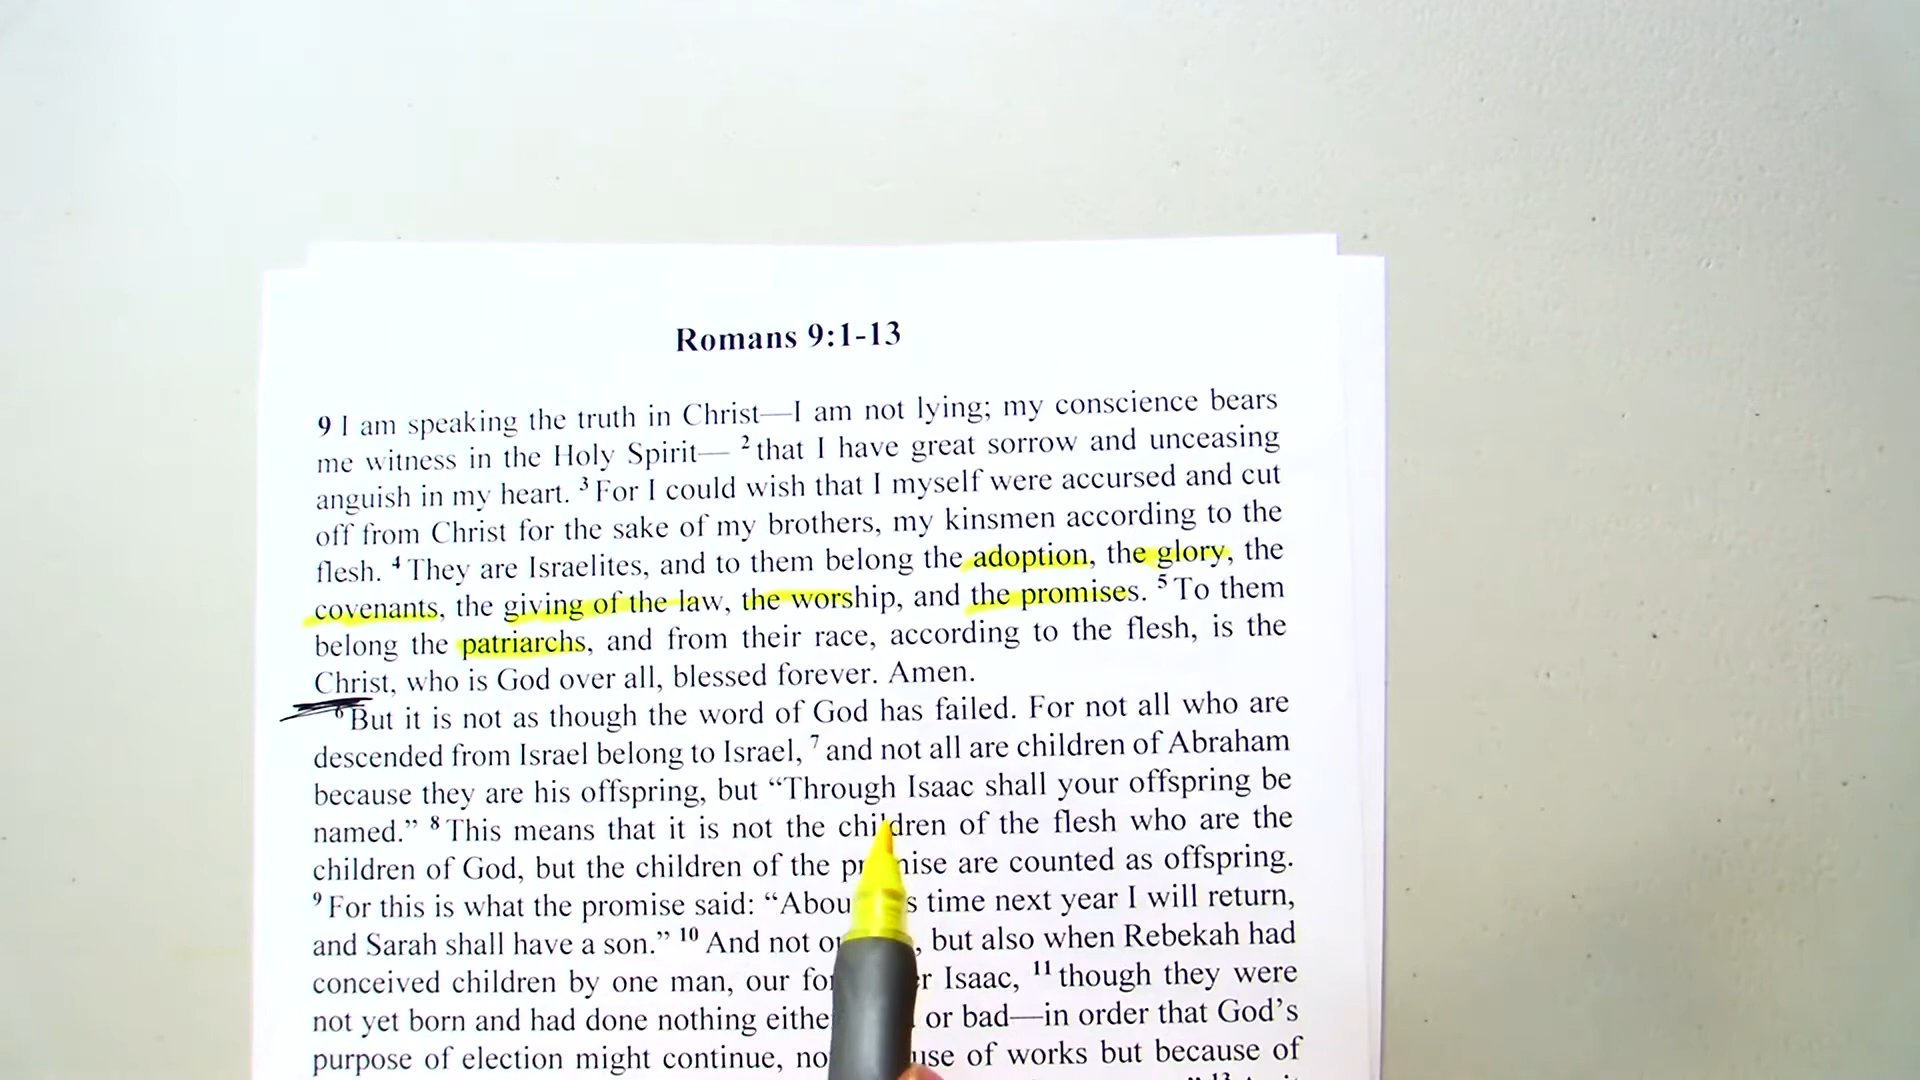 Romans 9:1-13
9 I am speaking the truth in Christ—I am not lying; my conscience bears
me witness in the Holy Spirit— 2 that I have great sorrow and unceasing
anguish in my heart. 3 For I could wish that I myself were accursed and cut
off from Christ for the sake of my brothers, my kinsmen according to the
flesh. 4 They are Israelites, and to them belong the adoption, the glory, the
covenants, the giving of the law, the worship, and the promises. 5 To them
belong the patriarchs, and from their race, according to the flesh, is the
Christ, who is God over all, blessed forever. Amen.
6 But it is not as though the word of God has failed. For not all who are
descended from Israel belong to Israel, 7 and not all are children of Abraham
because they are his offspring, but “Through Isaac shall your offspring be
named.” 8 This means that it is not the children of the flesh who are the
children of God, but the children of the promise are counted as offspring.
9 For this is what the promise said: “Abou s time next year I will return,
and Sarah shall have a son.” 10 And not o , but also when Rebekah had
conceived children by one man, our for r Isaac, 11 though they were
not yet born and had done nothing eithe or bad—in order that God’s
purpose of election might continue, no use of works but because of